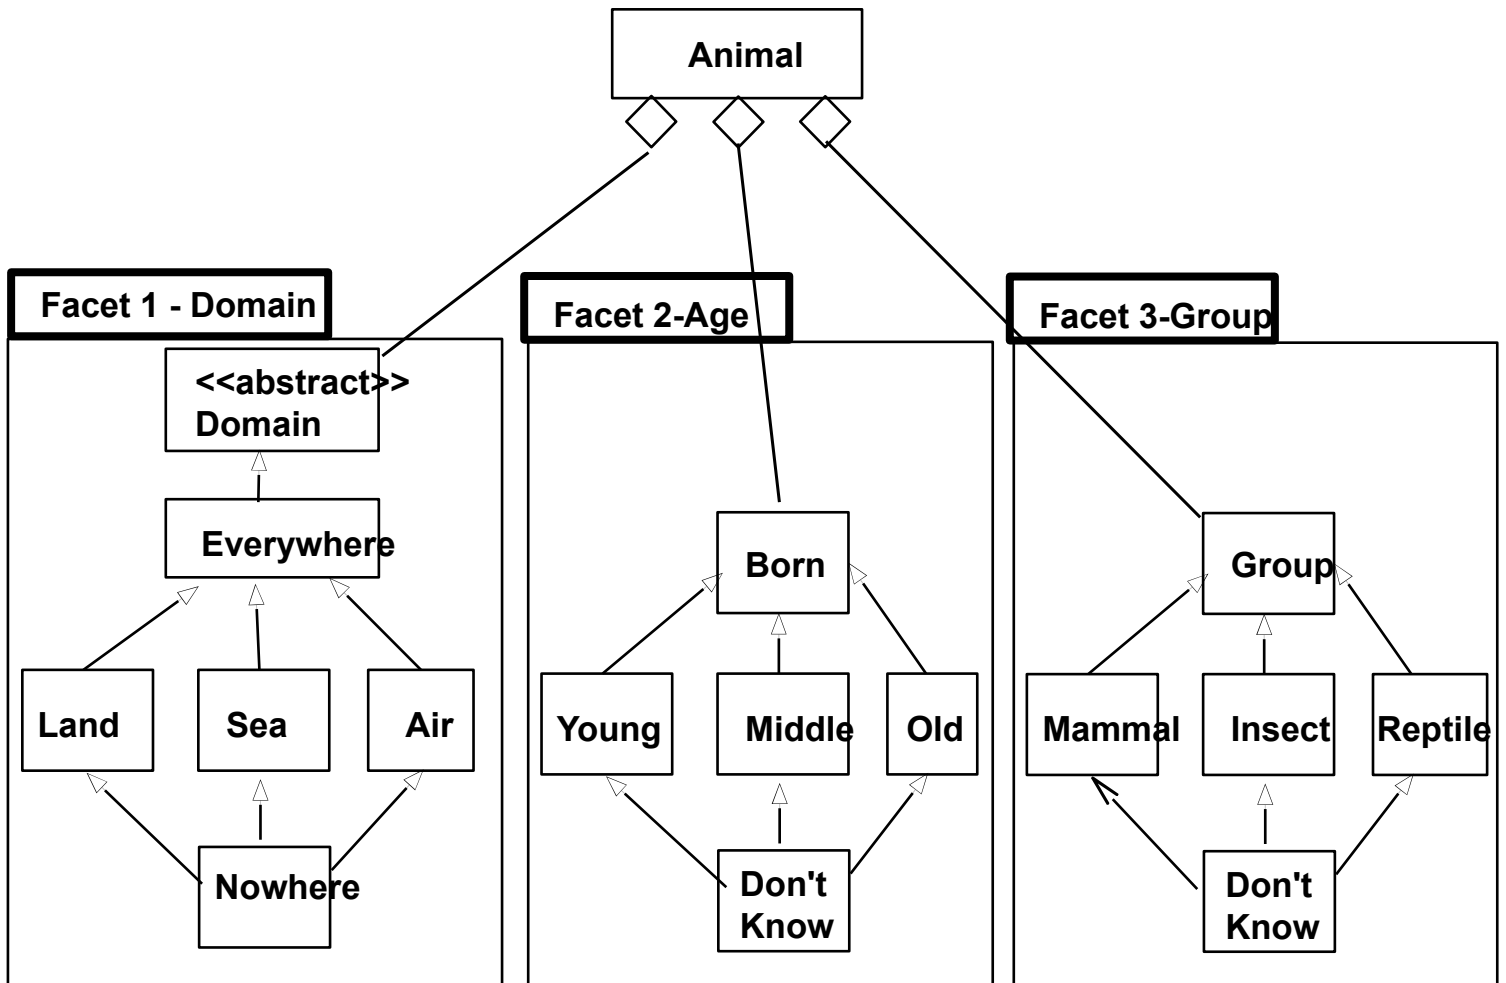 Animal
Facet 1 - Domain
<<abstract>>
Domain
Everywhere
Land
Sea
Air
Nowhere
Facet 2-Age
Born
Young
Middle
Old
Don't
Know
Facet 3-Group
Group
Mammal
Insect
Reptile
Don't
Know